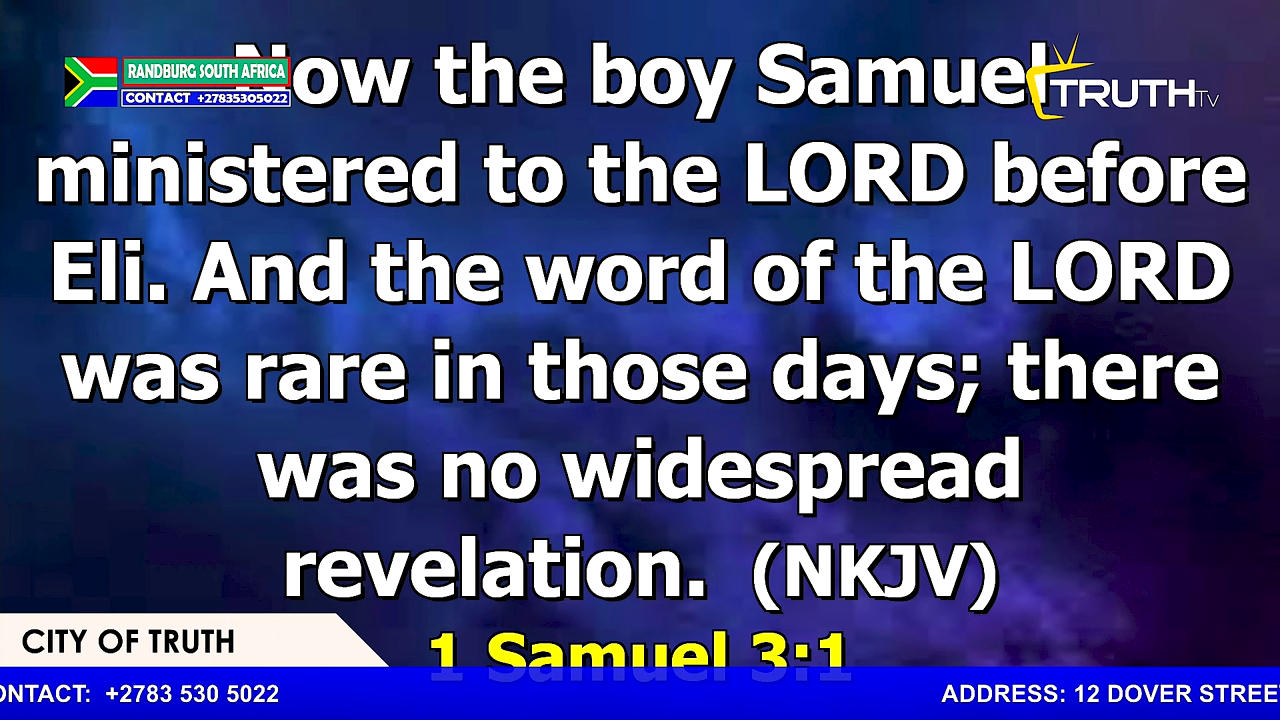 RANDBURG SOUTH AFRICA
CONTACT +27835305022
TRUTH TV
Now the boy Samuel
ministered to the LORD before
Eli. And the word of the LORD
was rare in those days; there
was no widespread
revelation. (NKJV)
1 Samuel 3:1
CITY OF TRUTH
ONTACT: +2783 530 5022 ADDRESS: 12 DOVER STREE